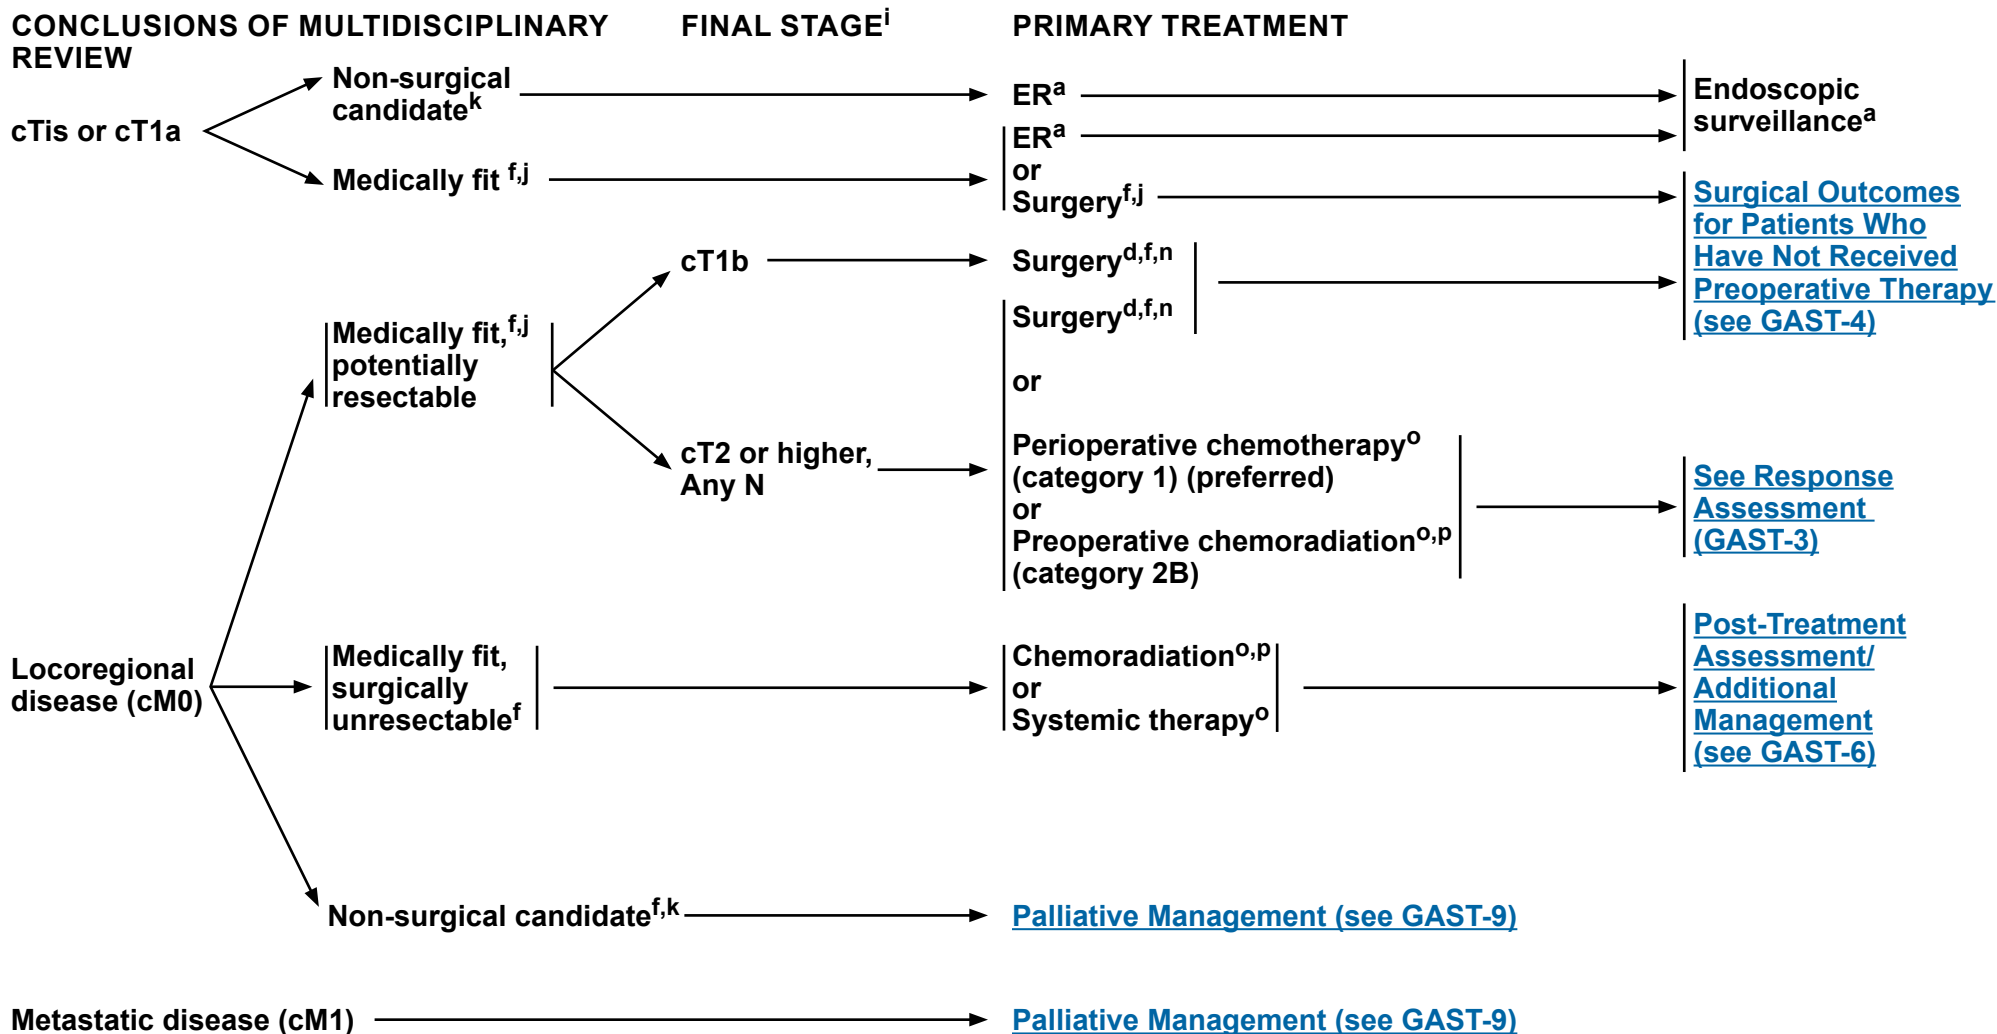 CONCLUSIONS OF MULTIDISCIPLINARY
REVIEW
FINAL STAGEⁱ
PRIMARY TREATMENT
cTis or cT1a
Non-surgical
candidateᵏ
ERᵃ
Endoscopic
surveillanceᵃ
Medically fit ᶠ,ʲ
ERᵃ
or
Surgeryᶠ,ʲ
Surgical Outcomes
for Patients Who
Have Not Received
Preoperative Therapy
(see GAST-4)
Locoregional
disease (cM0)
Medically fit,ᶠ,ʲ
potentially
resectable
cT1b
Surgeryᵈ,ᶠ,ⁿ
cT2 or higher,
Any N
Surgeryᵈ,ᶠ,ⁿ
or
Perioperative chemotherapyᵒ
(category 1) (preferred)
or
Preoperative chemoradiationᵒ,ᵖ
(category 2B)
See Response
Assessment
(GAST-3)
Medically fit,
surgically
unresectableᶠ
Chemoradiationᵒ,ᵖ
or
Systemic therapyᵒ
Post-Treatment
Assessment/
Additional
Management
(see GAST-6)
Non-surgical candidateᶠ,ᵏ
Palliative Management (see GAST-9)
Metastatic disease (cM1)
Palliative Management (see GAST-9)